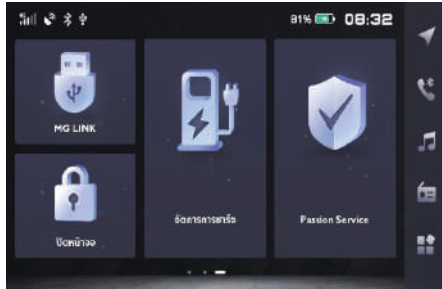 81% 08:32
MG LINK
ปิดหน้าจอ
จัดการการชาร์จ
Passion Service